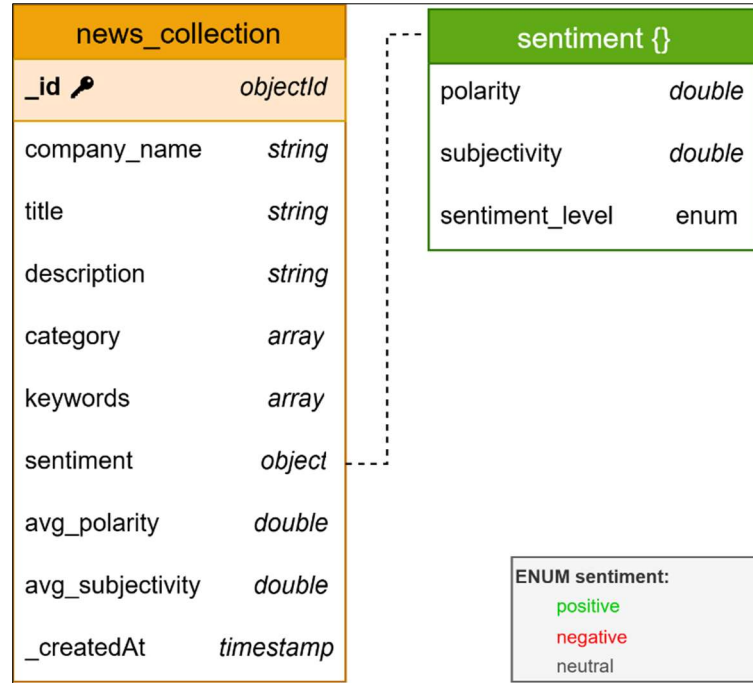 news_collection
_id objectId
company_name string
title string
description string
category array
keywords array
sentiment object
avg_polarity double
avg_subjectivity double
_createdAt timestamp
sentiment {}
polarity double
subjectivity double
sentiment_level enum
ENUM sentiment:
positive
negative
neutral